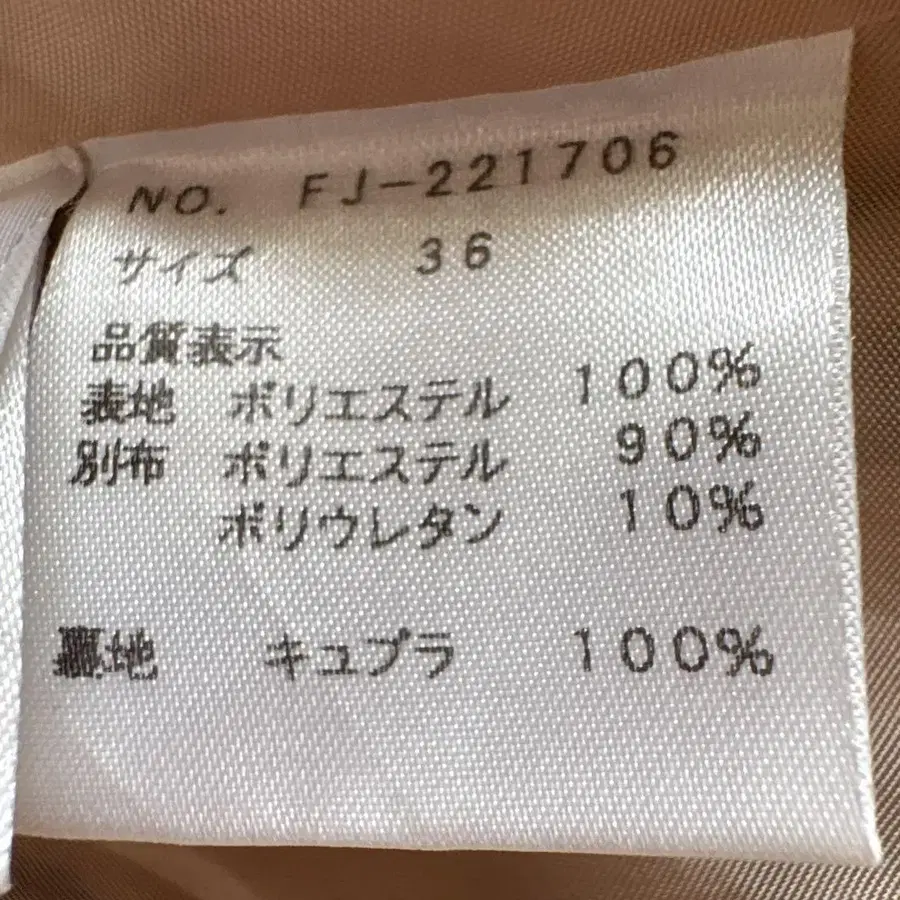 NO. FJ-221706
サイズ 36
品質表示
表地 ポリエステル 100%
別布 ポリエステル 90%
ポリウレタン 10%
裏地 キュプラ 100%